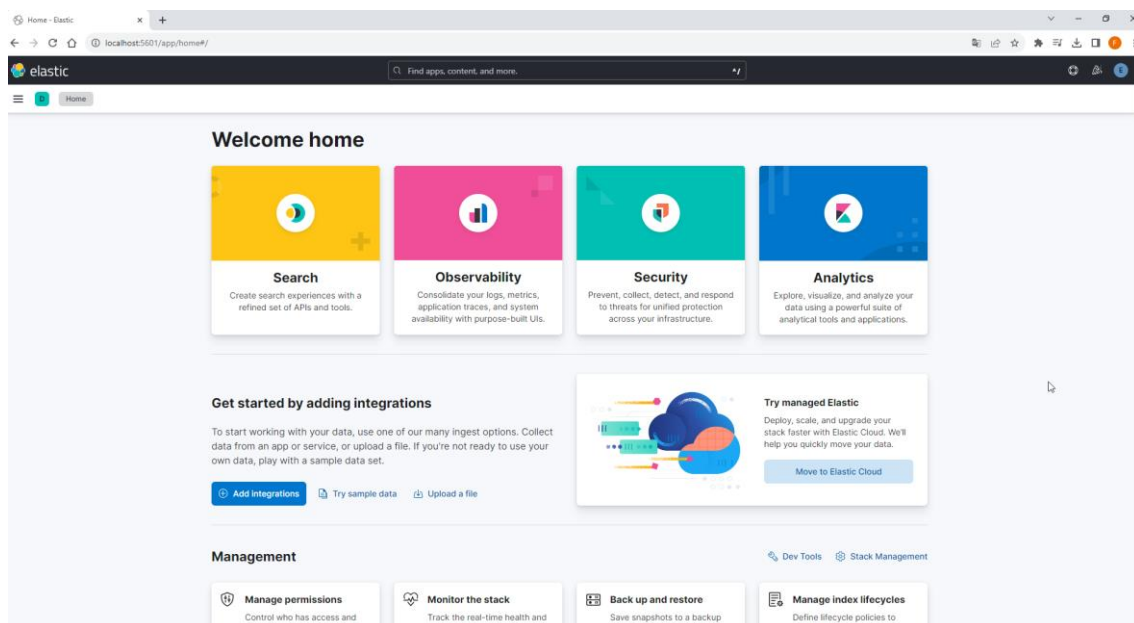 Home - Elastic
localhost:5601/app/home#/
elastic
Find apps, content, and more.
^/
E
D
Home
Welcome home
Search
Create search experiences with a
refined set of APIs and tools.
Observability
Consolidate your logs, metrics,
application traces, and system
availability with purpose-built UIs.
Security
Prevent, collect, detect, and respond
to threats for unified protection
across your infrastructure.
Analytics
Explore, visualize, and analyze your
data using a powerful suite of
analytical tools and applications.
Get started by adding integrations
To start working with your data, use one of our many ingest options. Collect
data from an app or service, or upload a file. If you're not ready to use your
own data, play with a sample data set.
Add integrations
Try sample data
Upload a file
Try managed Elastic
Deploy, scale, and upgrade your
stack faster with Elastic Cloud. We'll
help you quickly move your data.
Move to Elastic Cloud
Management
Dev Tools
Stack Management
Manage permissions
Control who has access and
Monitor the stack
Track the real-time health and
Back up and restore
Save snapshots to a backup
Manage index lifecycles
Define lifecycle policies to